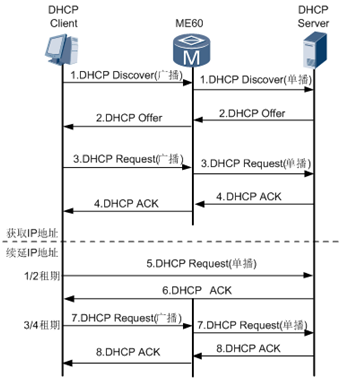 DHCP Client
ME60
DHCP Server
M
1.DHCP Discover(广播)
1.DHCP Discover(单播)
2.DHCP Offer
2.DHCP Offer
3.DHCP Request(广播)
3.DHCP Request(单播)
4.DHCP ACK
4.DHCP ACK
获取IP地址
续延IP地址
5.DHCP Request(单播)
1/2租期
6.DHCP ACK
3/4租期
7.DHCP Request(广播)
7.DHCP Request(单播)
8.DHCP ACK
8.DHCP ACK